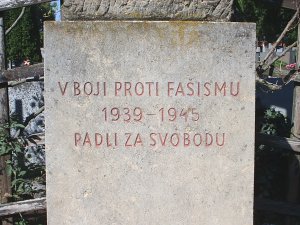 V BOJI PROTI FAŠISMU
1939-1945
PADLI ZA SVOBODU